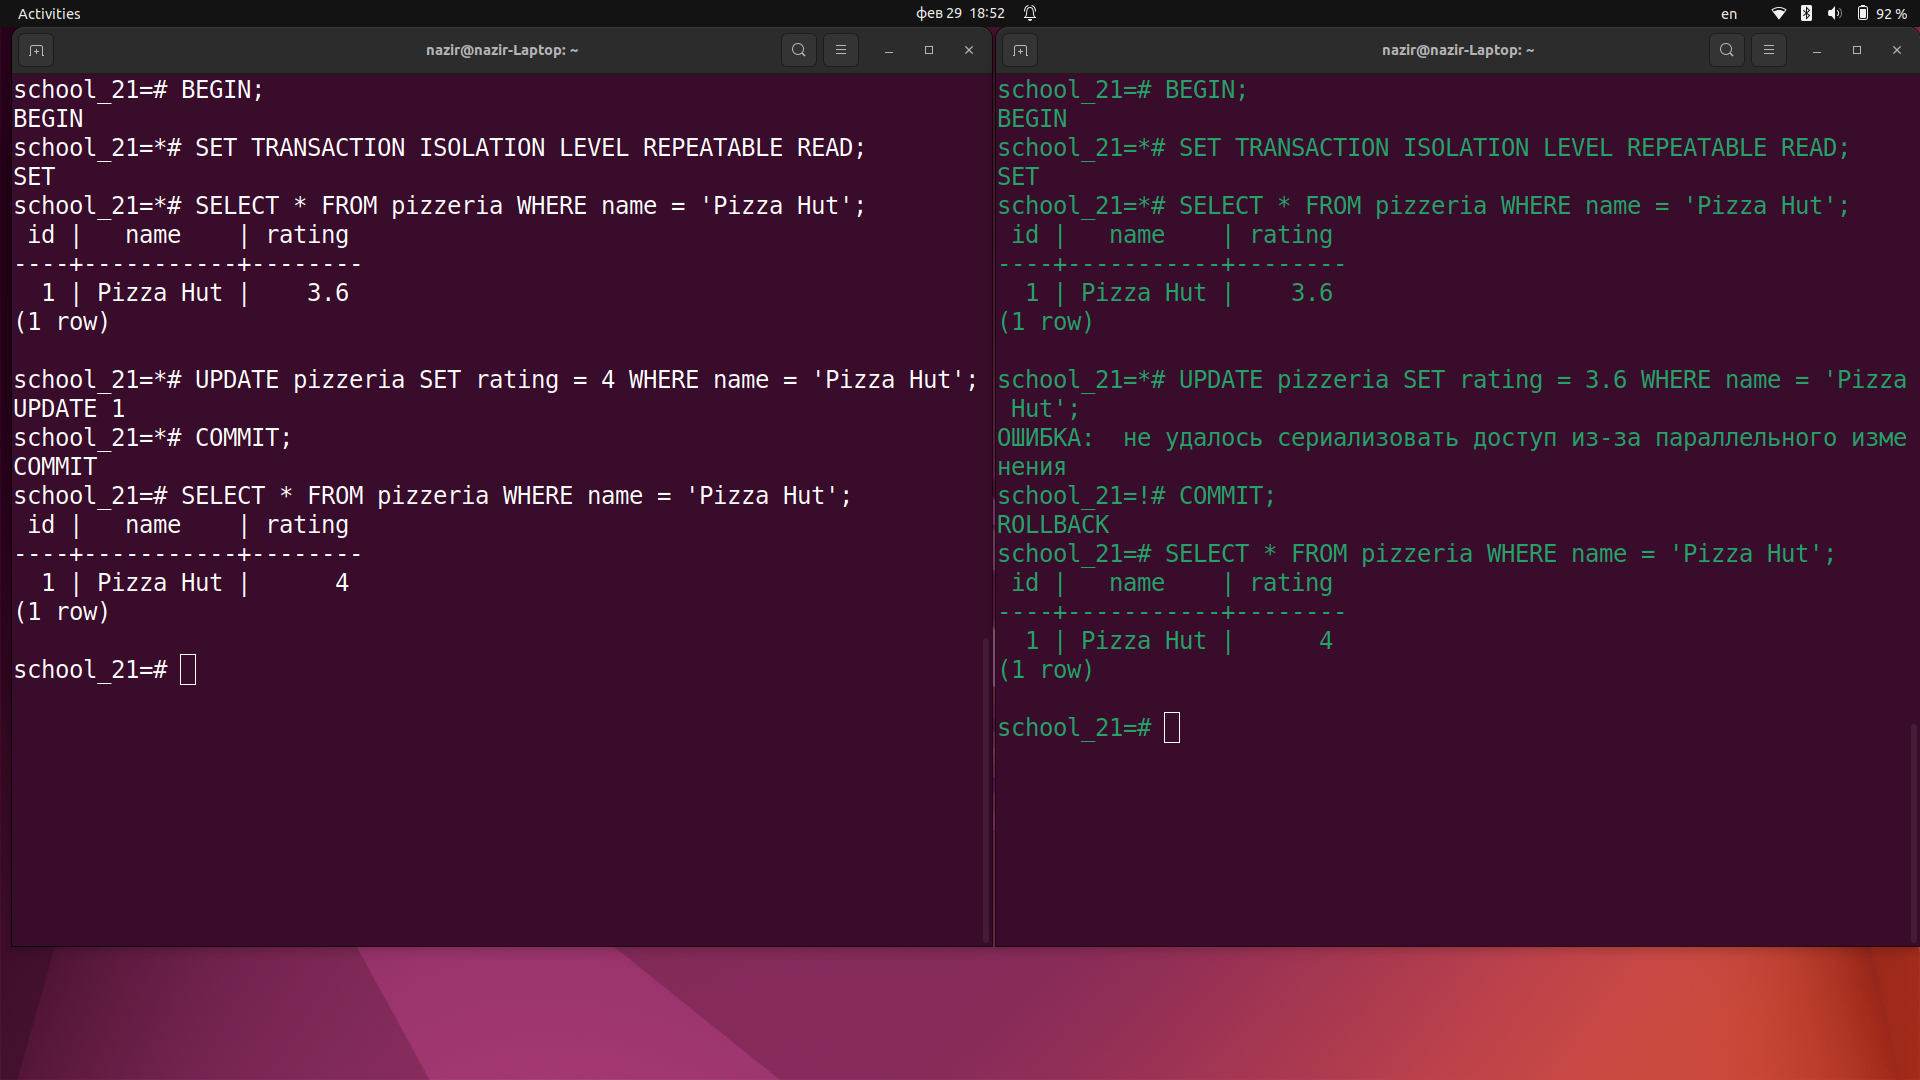 Activities
фев 29 18:52
en
92 %
nazir@nazir-Laptop: ~
school_21=# BEGIN;
BEGIN
school_21=*# SET TRANSACTION ISOLATION LEVEL REPEATABLE READ;
SET
school_21=*# SELECT * FROM pizzeria WHERE name = 'Pizza Hut';
 id |   name    | rating
----+-----------+--------
  1 | Pizza Hut |    3.6
(1 row)

school_21=*# UPDATE pizzeria SET rating = 4 WHERE name = 'Pizza Hut';
UPDATE 1
school_21=*# COMMIT;
COMMIT
school_21=# SELECT * FROM pizzeria WHERE name = 'Pizza Hut';
 id |   name    | rating
----+-----------+--------
  1 | Pizza Hut |      4
(1 row)

school_21=#
nazir@nazir-Laptop: ~
school_21=# BEGIN;
BEGIN
school_21=*# SET TRANSACTION ISOLATION LEVEL REPEATABLE READ;
SET
school_21=*# SELECT * FROM pizzeria WHERE name = 'Pizza Hut';
 id |   name    | rating
----+-----------+--------
  1 | Pizza Hut |    3.6
(1 row)

school_21=*# UPDATE pizzeria SET rating = 3.6 WHERE name = 'Pizza
 Hut';
ОШИБКА:  не удалось сериализовать доступ из-за параллельного изме
нения
school_21=!# COMMIT;
ROLLBACK
school_21=# SELECT * FROM pizzeria WHERE name = 'Pizza Hut';
 id |   name    | rating
----+-----------+--------
  1 | Pizza Hut |      4
(1 row)

school_21=#